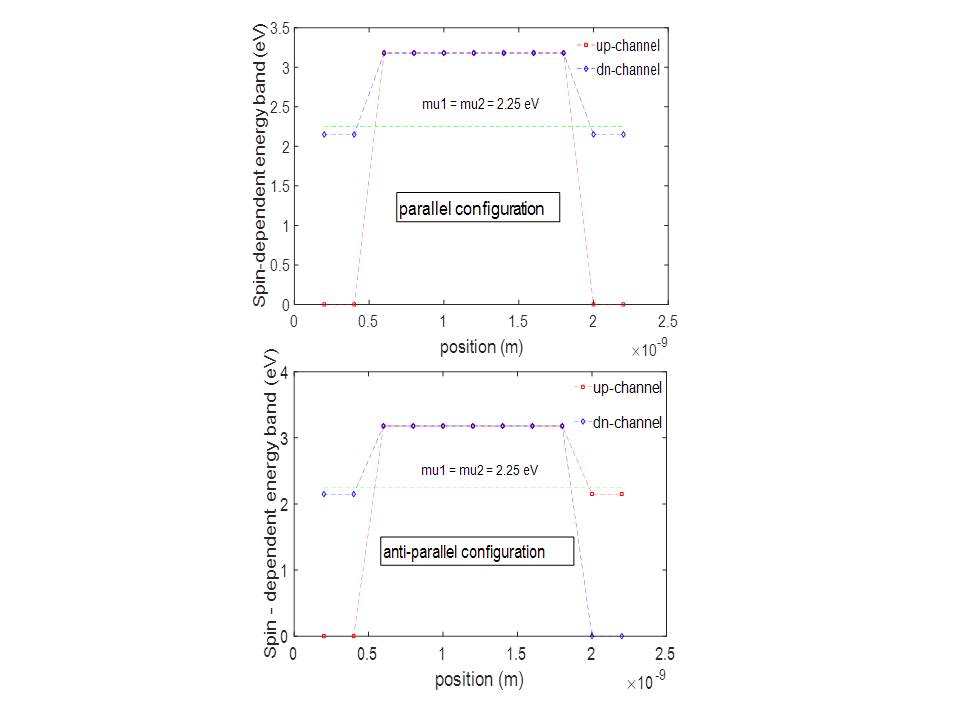 Spin-dependent energy band (eV)
3.5
3
2.5
2
1.5
1
0.5
0
up-channel
dn-channel
mu1 = mu2 = 2.25 eV
parallel configuration
0 0.5 1 1.5 2 2.5
position (m)
×10-9
Spin - dependent energy band (eV)
4
3
2
1
0
up-channel
dn-channel
mu1 = mu2 = 2.25 eV
anti-parallel configuration
0 0.5 1 1.5 2 2.5
position (m)
×10-9